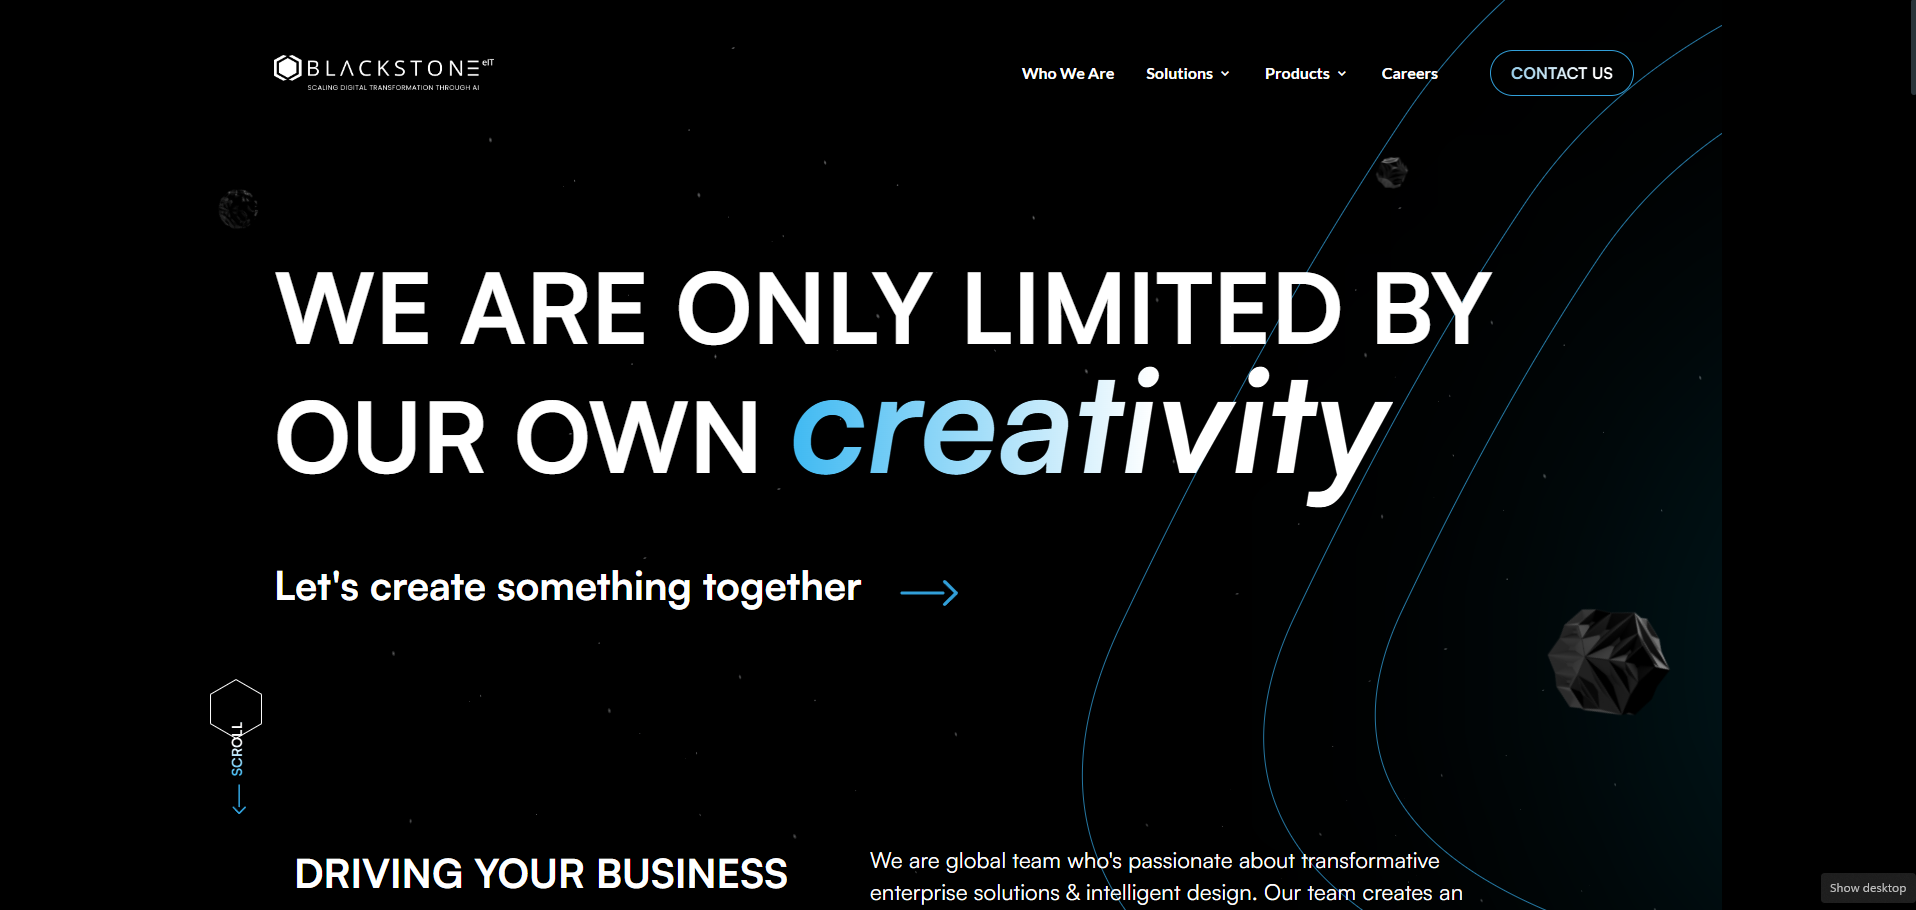 BLACKSTONE eIT
SCALING DIGITAL TRANSFORMATION THROUGH AI
Who We Are
Solutions
Products
Careers
CONTACT US
WE ARE ONLY LIMITED BY
OUR OWN creativity
Let's create something together
SCROLL
DRIVING YOUR BUSINESS
We are global team who's passionate about transformative
enterprise solutions & intelligent design. Our team creates an
Show desktop